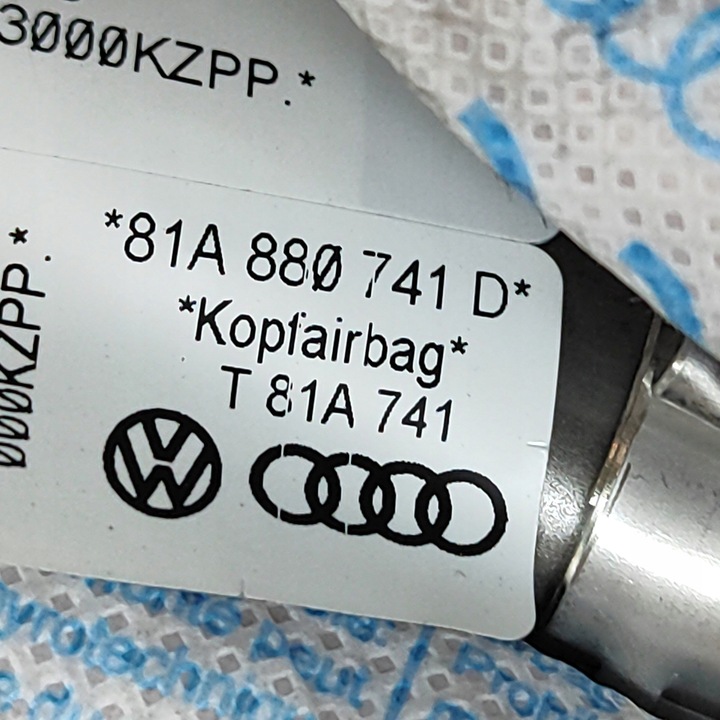 3000KZPP.*
*81A 880 741 D*
*Kopfairbag*
T 81A 741
000KZPP.*